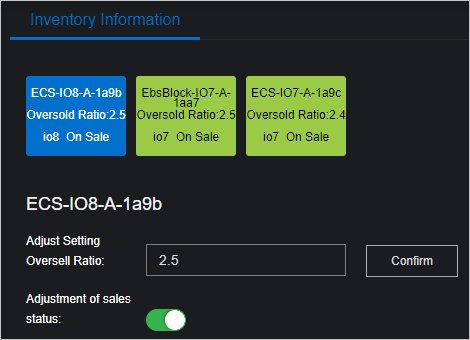 Inventory Information
ECS-IO8-A-1a9b
Oversold Ratio:2.5
io8 On Sale
EbsBlock-IO7-A-
1aa7
Oversold Ratio:2.5
io7 On Sale
ECS-IO7-A-1a9c
Oversold Ratio:2.4
io7 On Sale
ECS-IO8-A-1a9b
Adjust Setting
Oversell Ratio:
2.5
Confirm
Adjustment of sales
status: